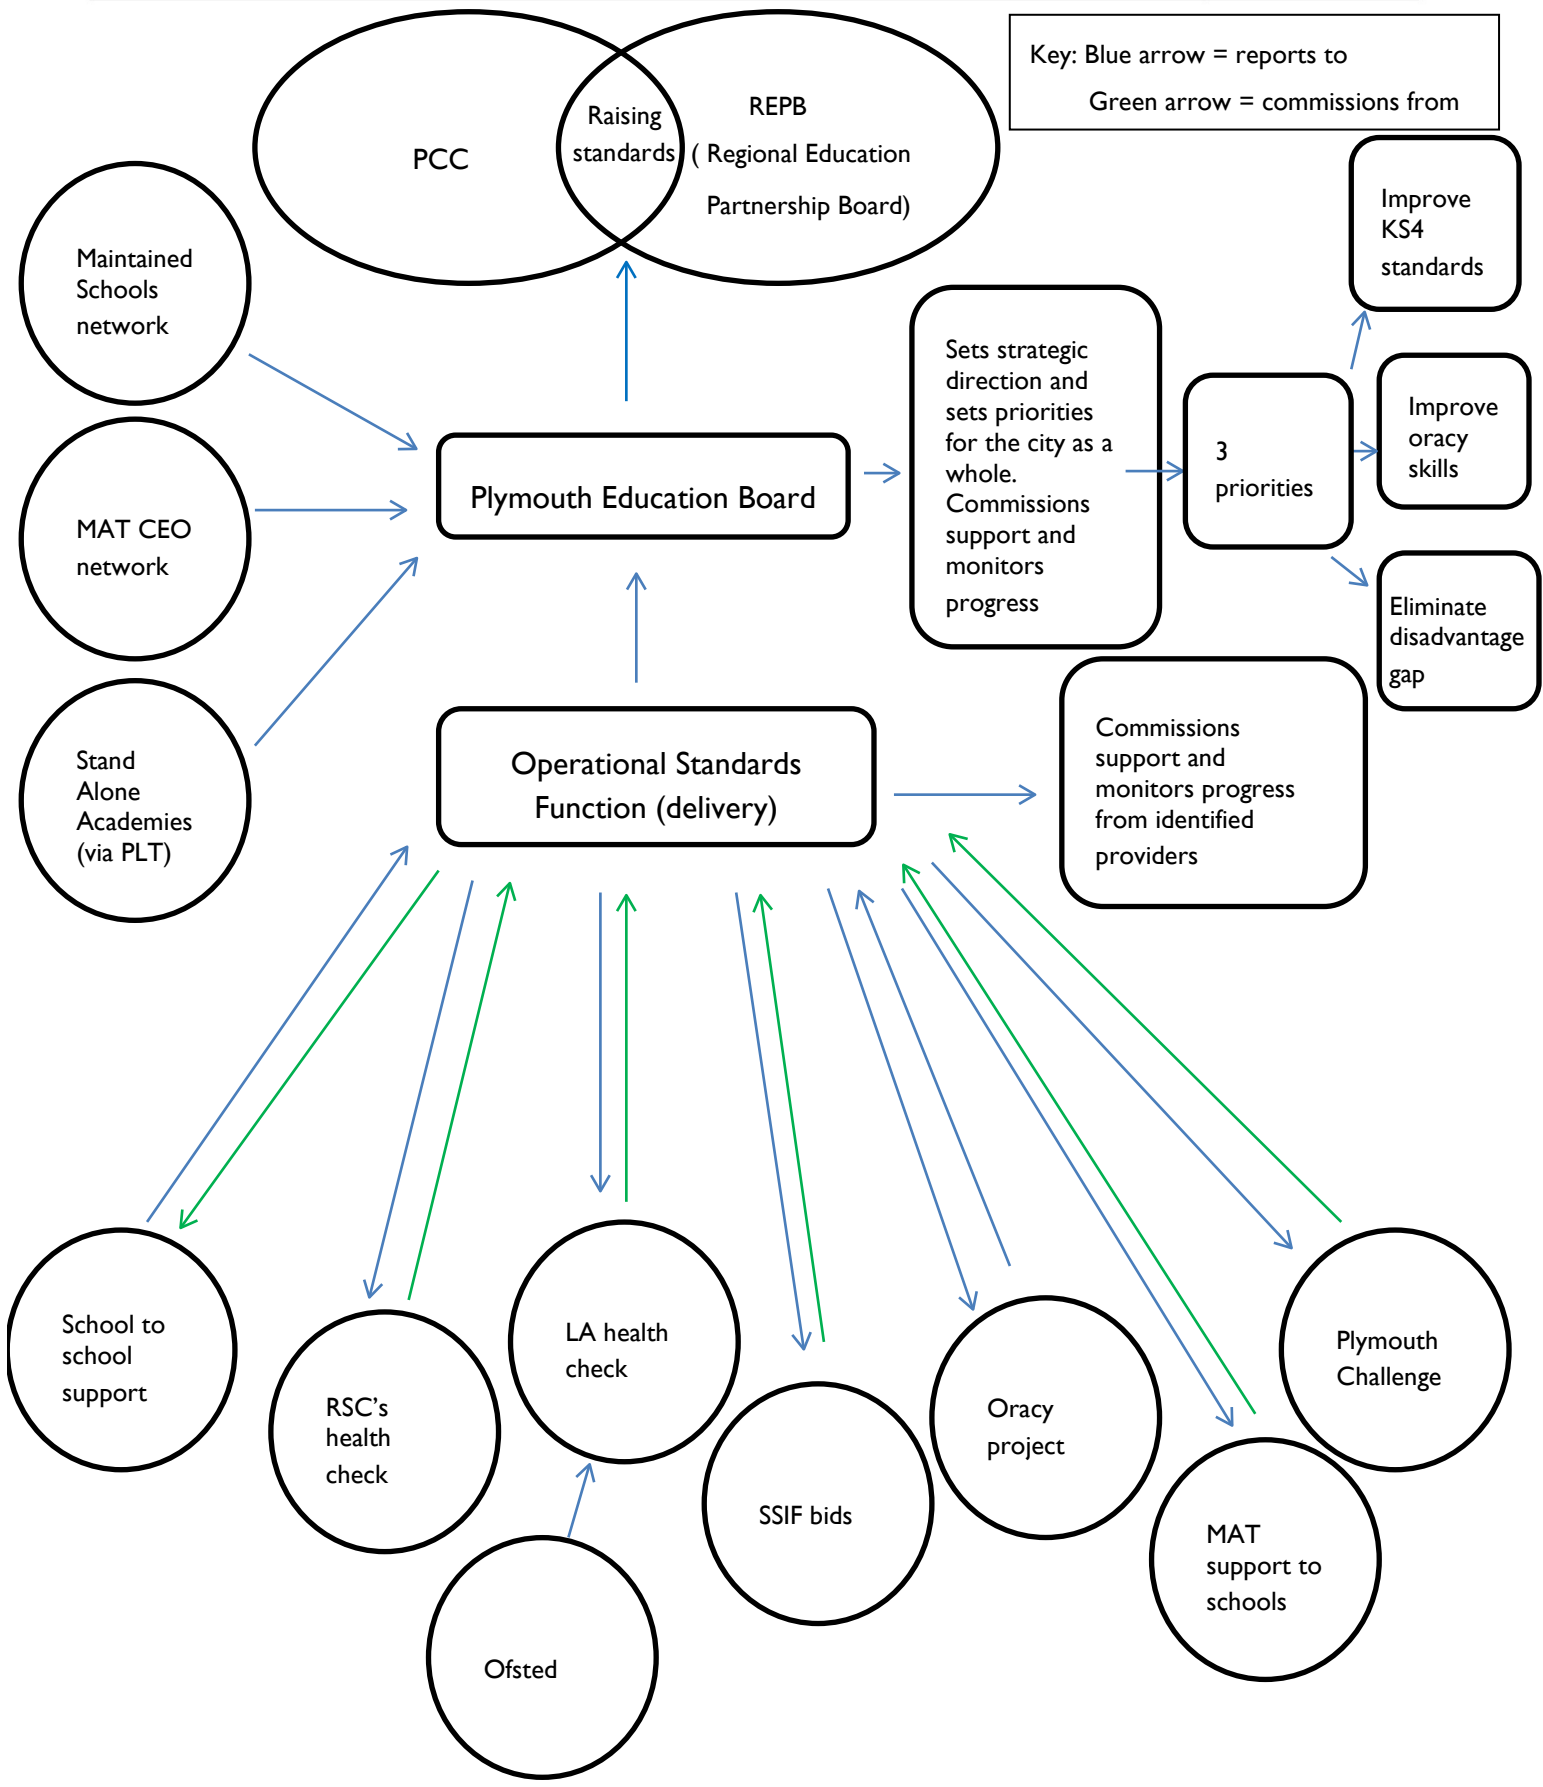 Key: Blue arrow = reports to
Green arrow = commissions from
PCC
Raising
standards
REPB
( Regional Education
Partnership Board)
Maintained
Schools
network
MAT CEO
network
Stand
Alone
Academies
(via PLT)
Plymouth Education Board
Sets strategic
direction and
sets priorities
for the city as a
whole.
Commissions
support and
monitors
progress
3
priorities
Improve
KS4
standards
Improve
oracy
skills
Eliminate
disadvantage
gap
Operational Standards
Function (delivery)
Commissions
support and
monitors progress
from identified
providers
School to
school
support
RSC’s
health
check
LA health
check
Ofsted
SSIF bids
Oracy
project
MAT
support to
schools
Plymouth
Challenge